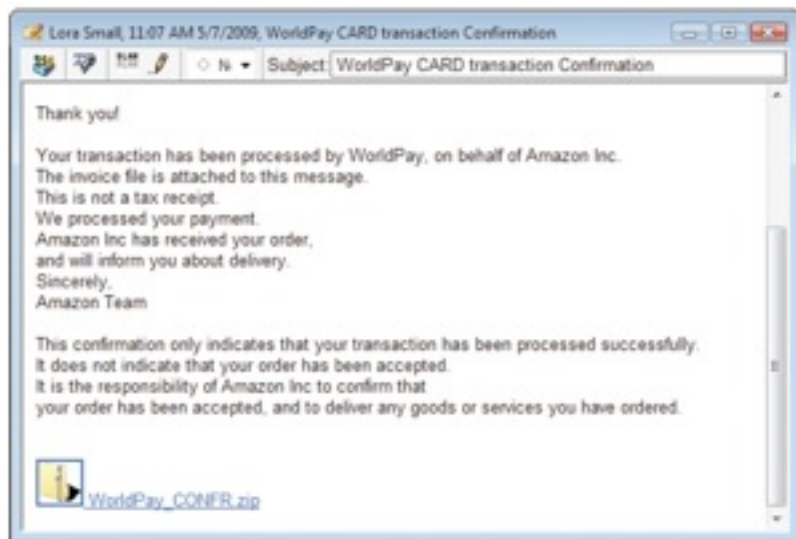 Lora Small, 11:07 AM 5/7/2009, WorldPay CARD transaction Confirmation
Subject: WorldPay CARD transaction Confirmation
Thank you!
Your transaction has been processed by WorldPay, on behalf of Amazon Inc.
The invoice file is attached to this message.
This is not a tax receipt.
We processed your payment.
Amazon Inc has received your order,
and will inform you about delivery.
Sincerely,
Amazon Team
This confirmation only indicates that your transaction has been processed successfully.
It does not indicate that your order has been accepted.
It is the responsibility of Amazon Inc to confirm that
your order has been accepted, and to deliver any goods or services you have ordered.
WorldPay_CONFR.zip